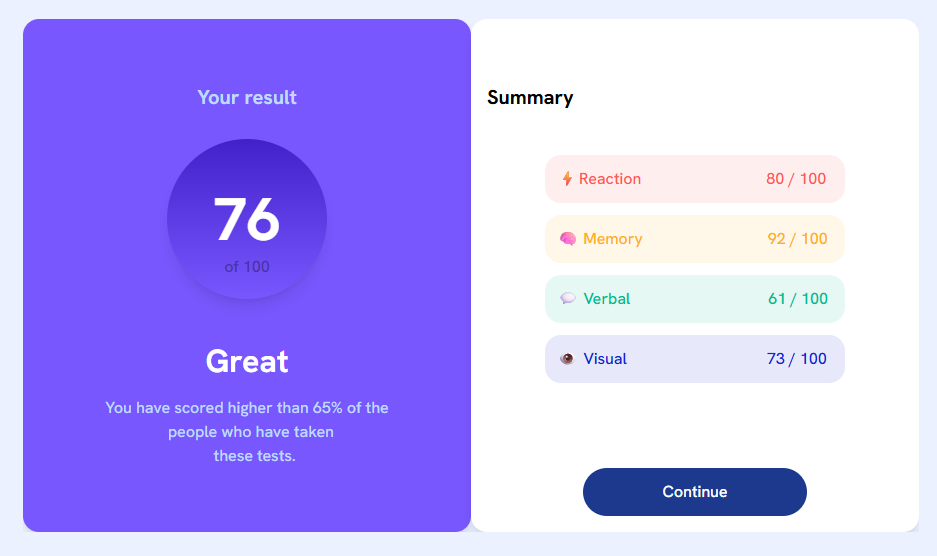 Your result
76
of 100
Great
You have scored higher than 65% of the
people who have taken
these tests.
Summary
Reaction 80 / 100
Memory 92 / 100
Verbal 61 / 100
Visual 73 / 100
Continue